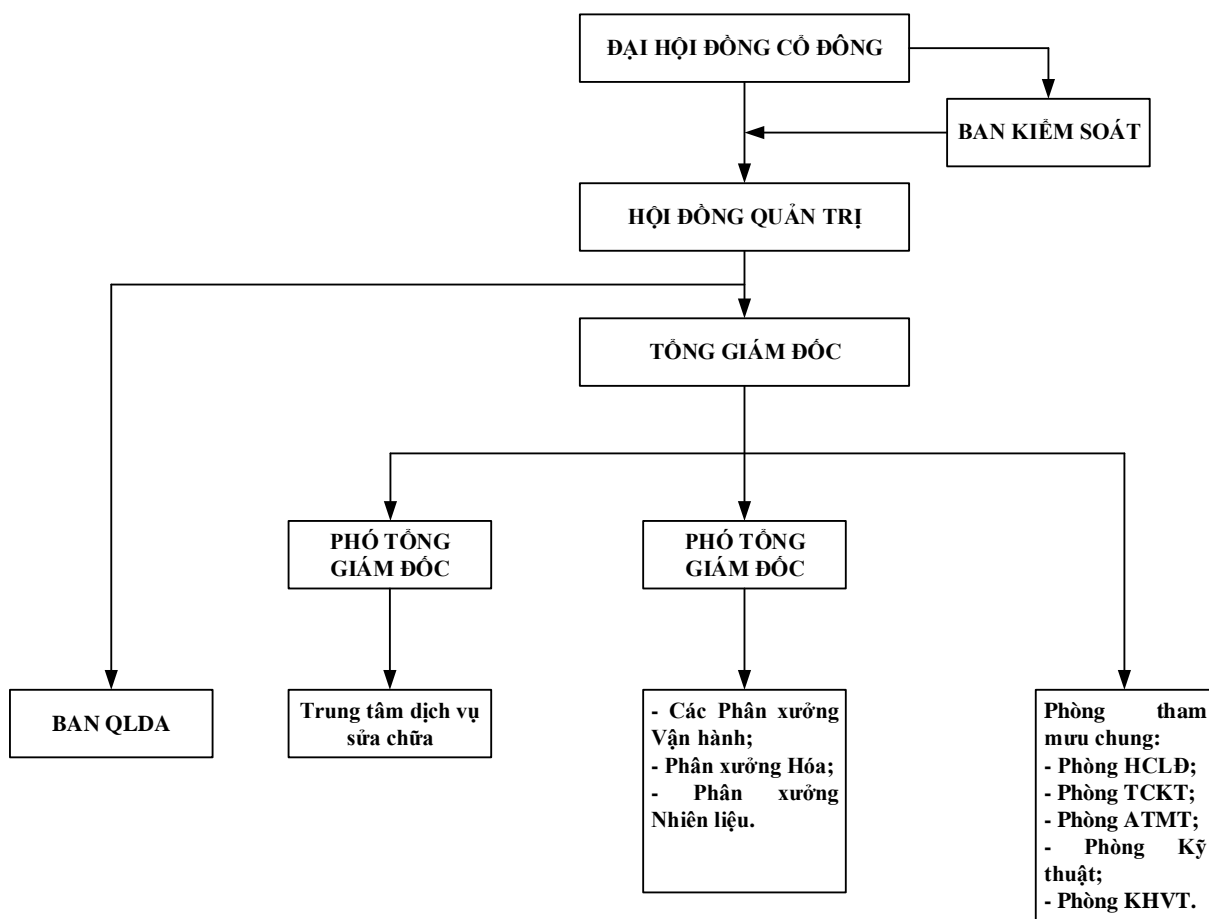 ĐẠI HỘI ĐỒNG CỔ ĐÔNG
BAN KIỂM SOÁT
HỘI ĐỒNG QUẢN TRỊ
TỔNG GIÁM ĐỐC
PHÓ TỔNG
GIÁM ĐỐC
PHÓ TỔNG
GIÁM ĐỐC
BAN QLDA
Trung tâm dịch vụ
sửa chữa
- Các Phân xưởng
Vận hành;
- Phân xưởng Hóa;
- Phân xưởng
Nhiên liệu.
Phòng tham
mưu chung:
- Phòng HCLĐ;
- Phòng TCKT;
- Phòng ATMT;
- Phòng Kỹ
thuật;
- Phòng KHVT.